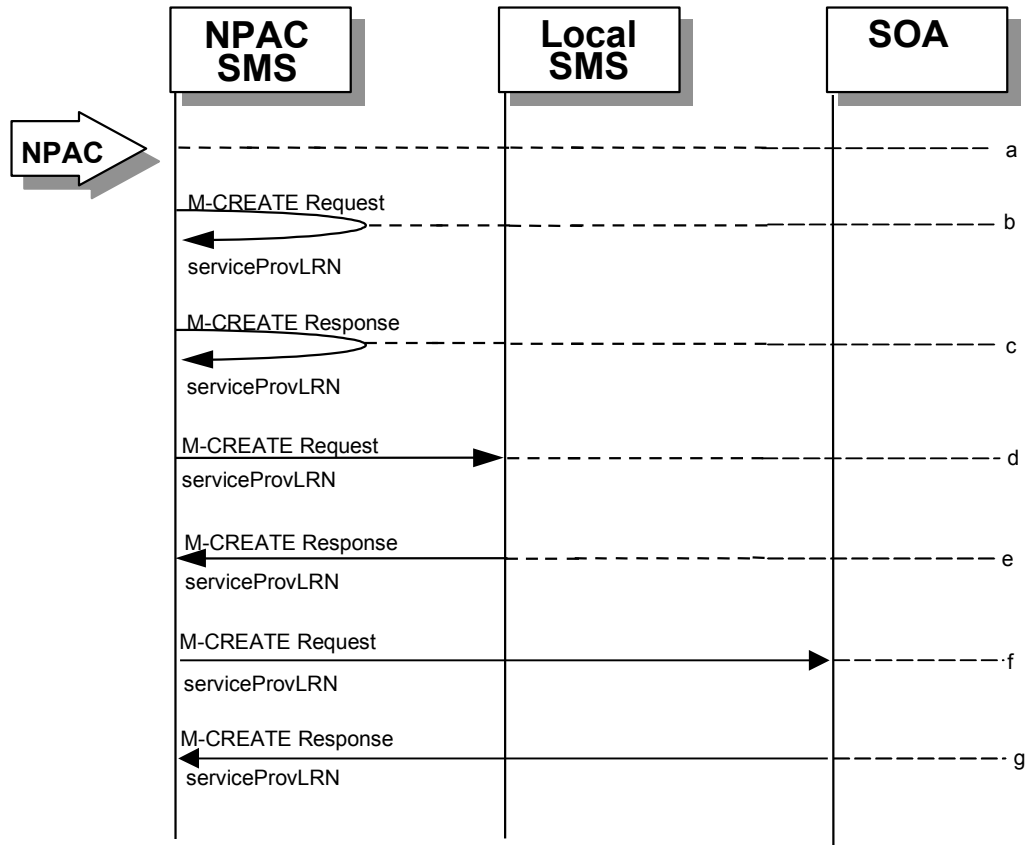 NPAC
SMS
Local
SMS
SOA
NPAC
a
M-CREATE Request
b
serviceProvLRN
M-CREATE Response
c
serviceProvLRN
M-CREATE Request
d
serviceProvLRN
M-CREATE Response
e
serviceProvLRN
M-CREATE Request
f
serviceProvLRN
M-CREATE Response
g
serviceProvLRN